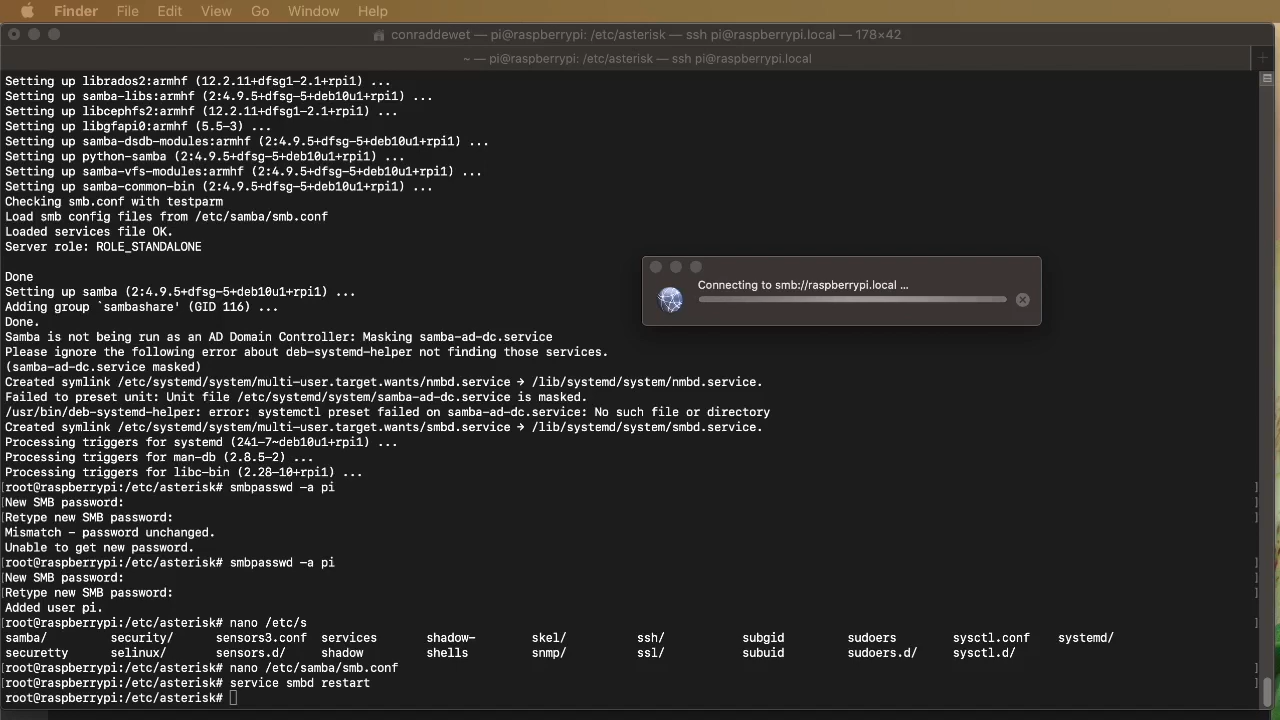 Finder File Edit View Go Window Help
conraddewet — pi@raspberrypi: /etc/asterisk — ssh pi@raspberrypi.local — 178×42
~ — pi@raspberrypi: /etc/asterisk — ssh pi@raspberrypi.local
Setting up librados2:armhf (12.2.11+dfsg1-2.1+rpi1) ...
Setting up samba-libs:armhf (2:4.9.5+dfsg-5+deb10u1+rpi1) ...
Setting up libcephfs2:armhf (12.2.11+dfsg1-2.1+rpi1) ...
Setting up libgfapi0:armhf (5.5-3) ...
Setting up samba-dsdb-modules:armhf (2:4.9.5+dfsg-5+deb10u1+rpi1) ...
Setting up python-samba (2:4.9.5+dfsg-5+deb10u1+rpi1) ...
Setting up samba-vfs-modules:armhf (2:4.9.5+dfsg-5+deb10u1+rpi1) ...
Setting up samba-common-bin (2:4.9.5+dfsg-5+deb10u1+rpi1) ...
Checking smb.conf with testparm
Load smb config files from /etc/samba/smb.conf
Loaded services file OK.
Server role: ROLE_STANDALONE
Done
Setting up samba (2:4.9.5+dfsg-5+deb10u1+rpi1) ...
Adding group `sambashare' (GID 116) ...
Done.
Samba is not being run as an AD Domain Controller: Masking samba-ad-dc.service
Please ignore the following error about deb-systemd-helper not finding those services.
(samba-ad-dc.service masked)
Created symlink /etc/systemd/system/multi-user.target.wants/nmbd.service → /lib/systemd/system/nmbd.service.
Failed to preset unit: Unit file /etc/systemd/system/samba-ad-dc.service is masked.
/usr/bin/deb-systemd-helper: error: systemctl preset failed on samba-ad-dc.service: No such file or directory
Created symlink /etc/systemd/system/multi-user.target.wants/smbd.service → /lib/systemd/system/smbd.service.
Processing triggers for systemd (241-7~deb10u1+rpi1) ...
Processing triggers for man-db (2.8.5-2) ...
Processing triggers for libc-bin (2.28-10+rpi1) ...
[root@raspberrypi:/etc/asterisk# smbpasswd -a pi ]
[New SMB password: ]
[Retype new SMB password: ]
Mismatch - password unchanged.
Unable to get new password.
[root@raspberrypi:/etc/asterisk# smbpasswd -a pi ]
[New SMB password: ]
[Retype new SMB password: ]
Added user pi.
[root@raspberrypi:/etc/asterisk# nano /etc/s ]
samba/ security/ sensors3.conf services shadow- skel/ ssh/ subgid sudoers sysctl.conf systemd/
securetty selinux/ sensors.d/ shadow shells snmp/ ssl/ subuid sudoers.d/ sysctl.d/
[root@raspberrypi:/etc/asterisk# nano /etc/samba/smb.conf ]
[root@raspberrypi:/etc/asterisk# service smbd restart ]
root@raspberrypi:/etc/asterisk#
Connecting to smb://raspberrypi.local ...